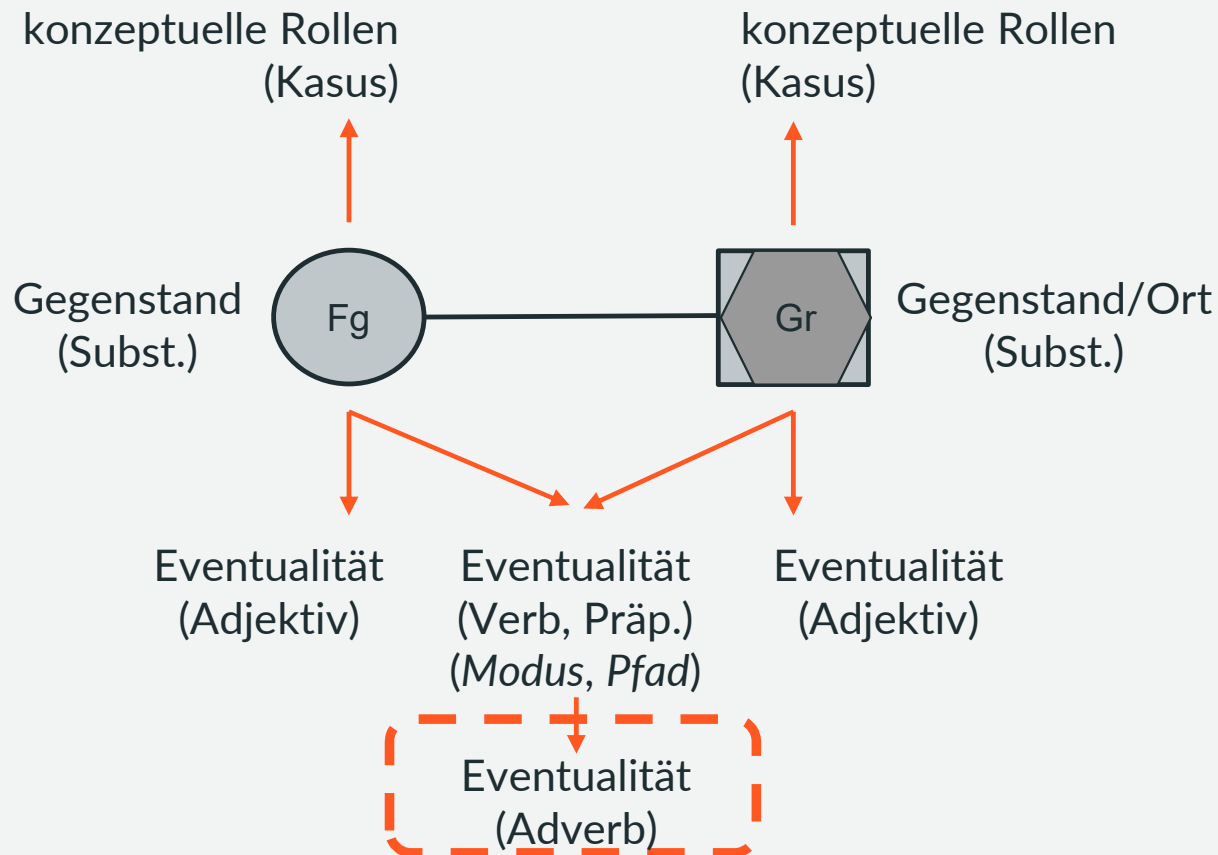 konzeptuelle Rollen
(Kasus)
konzeptuelle Rollen
(Kasus)
Gegenstand
(Subst.)
Fg
Gr
Gegenstand/Ort
(Subst.)
Eventualität
(Adjektiv)
Eventualität
(Verb, Präp.)
(Modus, Pfad)
Eventualität
(Adjektiv)
Eventualität
(Adverb)